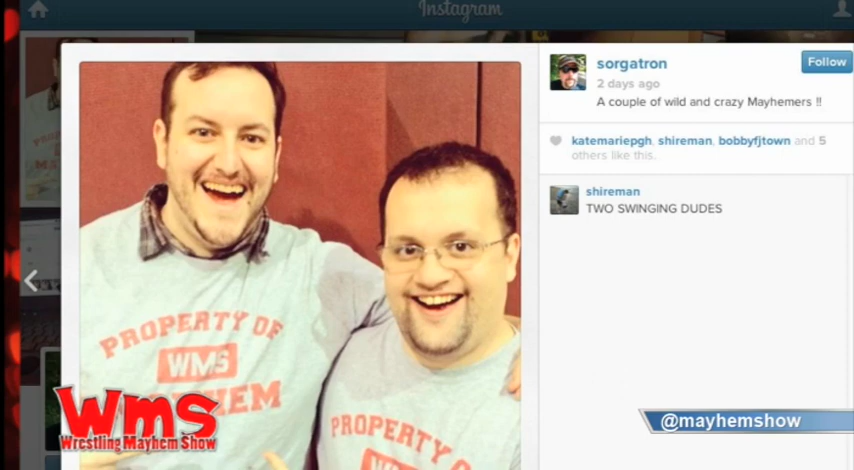 Instagram
sorgatron
Follow
2 days ago
A couple of wild and crazy Mayhemers !!
katemariepgh, shireman, bobbyfjtown and 5
others like this.
shireman
TWO SWINGING DUDES
PROPERTY OF
WMS
MAYHEM
PROPERTY
WMS
Wrestling Mayhem Show
@mayhemshow